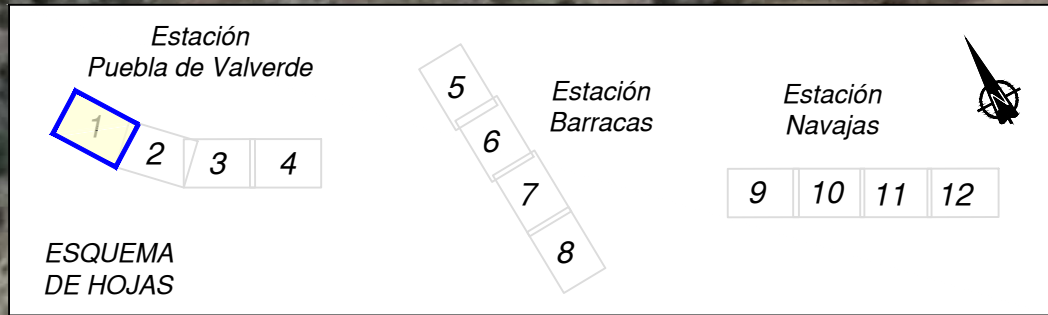 Estación
Puebla de Valverde
1
2
3
4
5
6
7
8
Estación
Barracas
Estación
Navajas
N
9
10
11
12
ESQUEMA
DE HOJAS